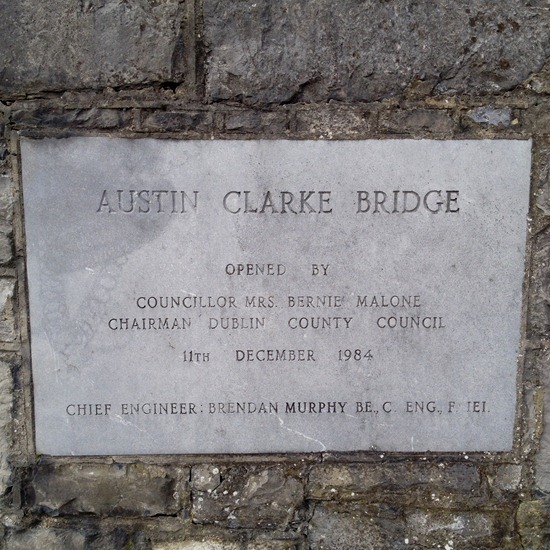 AUSTIN CLARKE BRIDGE
OPENED BY
COUNCILLOR MRS. BERNIE MALONE
CHAIRMAN DUBLIN COUNTY COUNCIL
11TH DECEMBER 1984
CHIEF ENGINEER: BRENDAN MURPHY BE., C. ENG., F. IEI.